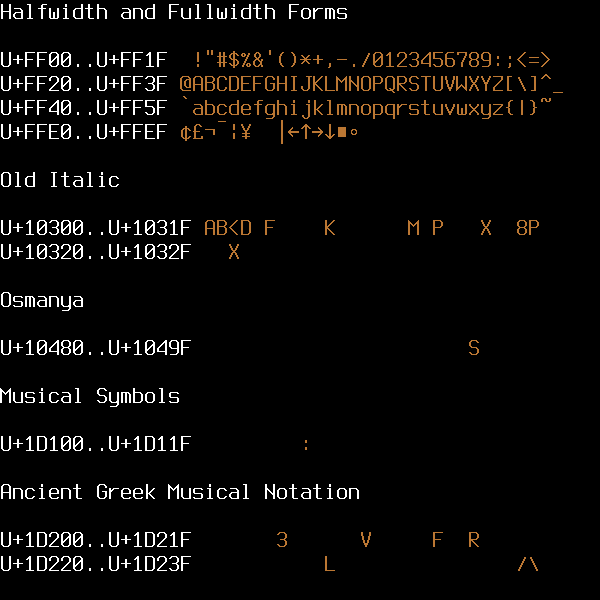 Halfwidth and Fullwidth Forms
U+FF00..U+FF1F  !"#$%&'()*+,-./0123456789:;<=>
U+FF20..U+FF3F @ABCDEFGHIJKLMNOPQRSTUVWXYZ[\]^_
U+FF40..U+FF5F `abcdefghijklmnopqrstuvwxyz{|}~
U+FFE0..U+FFEF ¢£¬¯¦¥  │←↑→↓■◦
Old Italic
U+10300..U+1031F AB<D F    K      M P   X  8P
U+10320..U+1032F   X
Osmanya
U+10480..U+1049F                       S
Musical Symbols
U+1D100..U+1D11F         :
Ancient Greek Musical Notation
U+1D200..U+1D21F       3      V     F  R
U+1D220..U+1D23F           L               /\